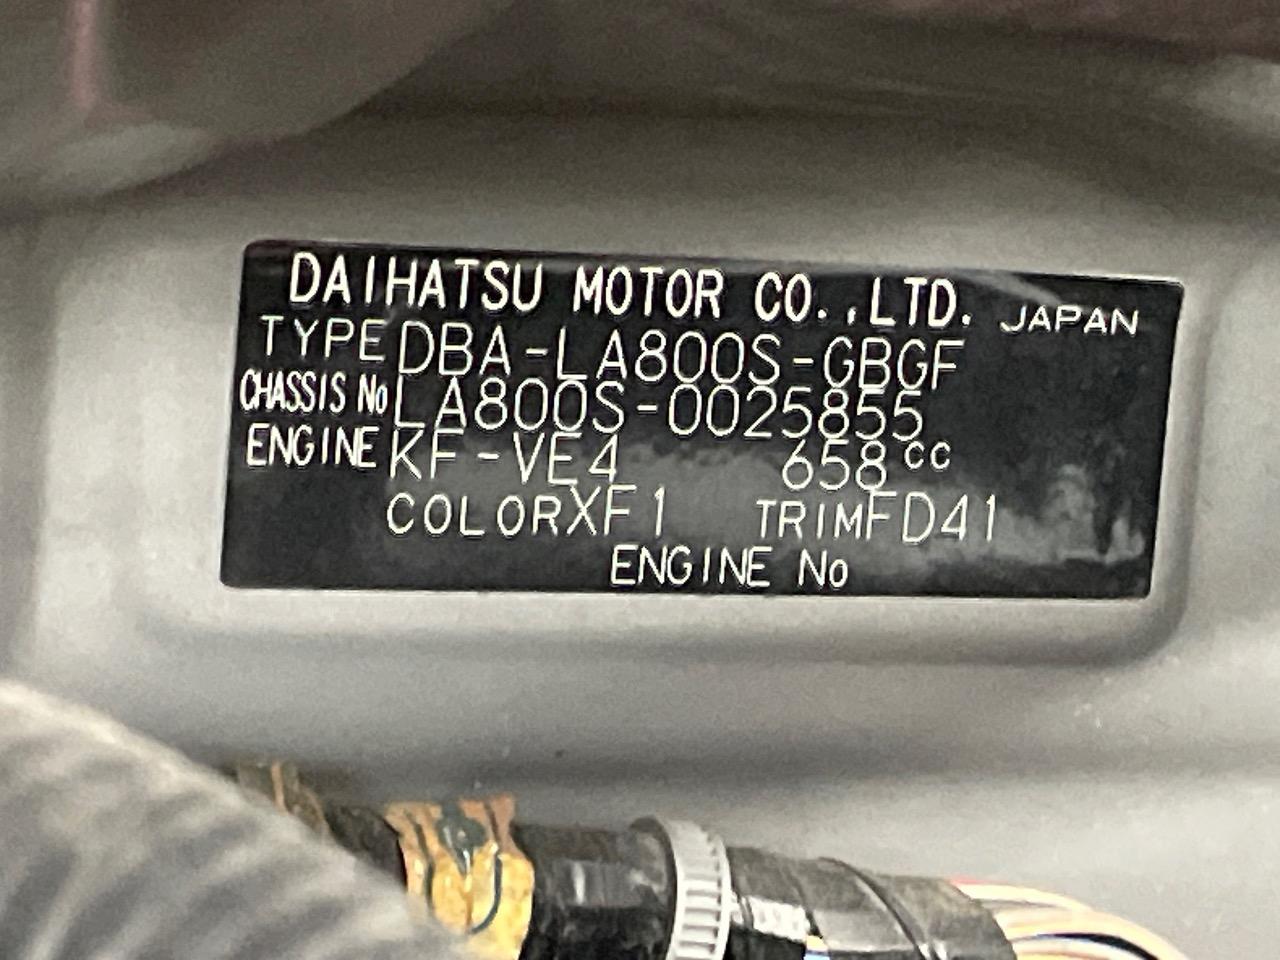 DAIHATSU MOTOR CO.,LTD. JAPAN
TYPE DBA-LA800S-GBGF
CHASSIS No LA800S-0025855
ENGINE KF-VE4 658cc
COLOR XF1 TRIM FD41
ENGINE No